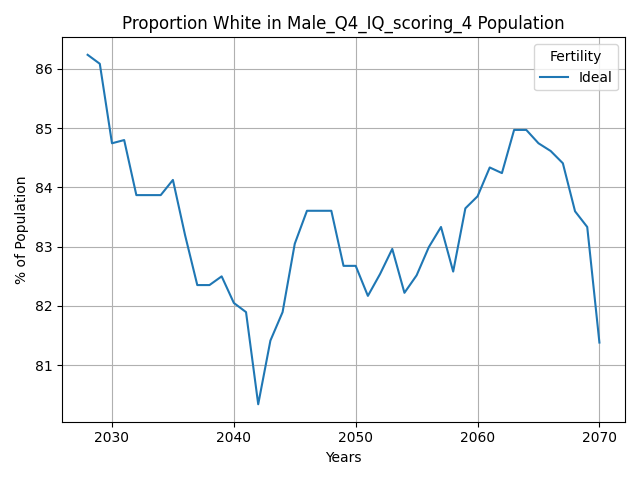 Proportion White in Male_Q4_IQ_scoring_4 Population
Fertility
Ideal
% of Population
86
85
84
83
82
81
2030 2040 2050 2060 2070
Years